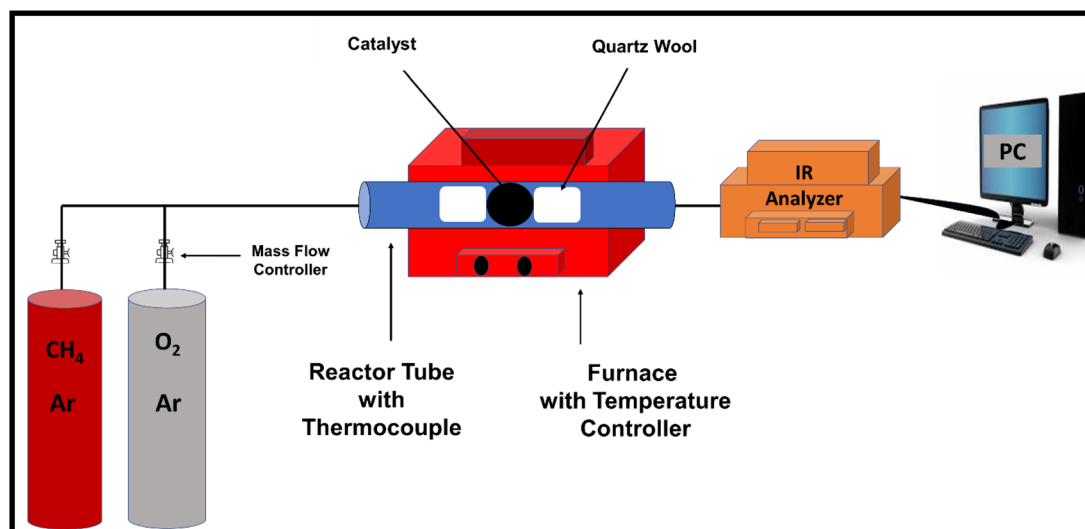 Catalyst
Quartz Wool
PC
IR
Analyzer
Mass Flow
Controller
CH₄
Ar
O₂
Ar
Reactor Tube
with
Thermocouple
Furnace
with Temperature
Controller